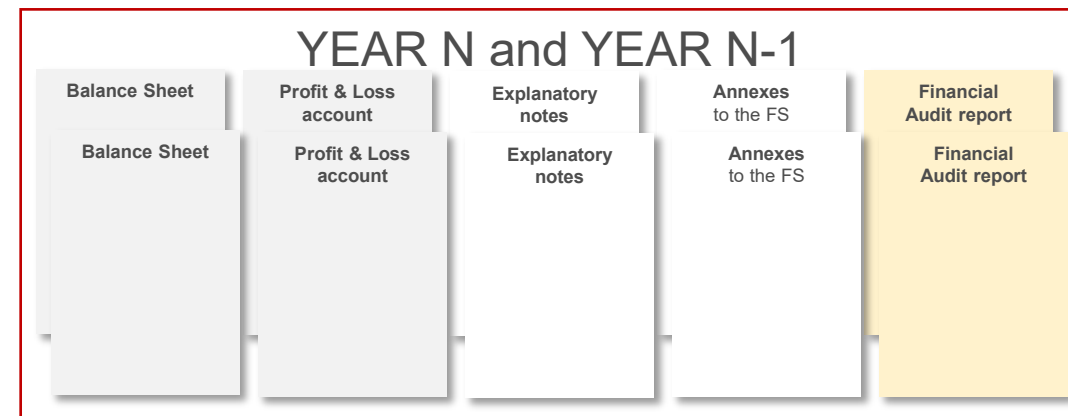 YEAR N and YEAR N-1
Balance Sheet
Profit & Loss
account
Explanatory
notes
Annexes
to the FS
Financial
Audit report
Balance Sheet
Profit & Loss
account
Explanatory
notes
Annexes
to the FS
Financial
Audit report